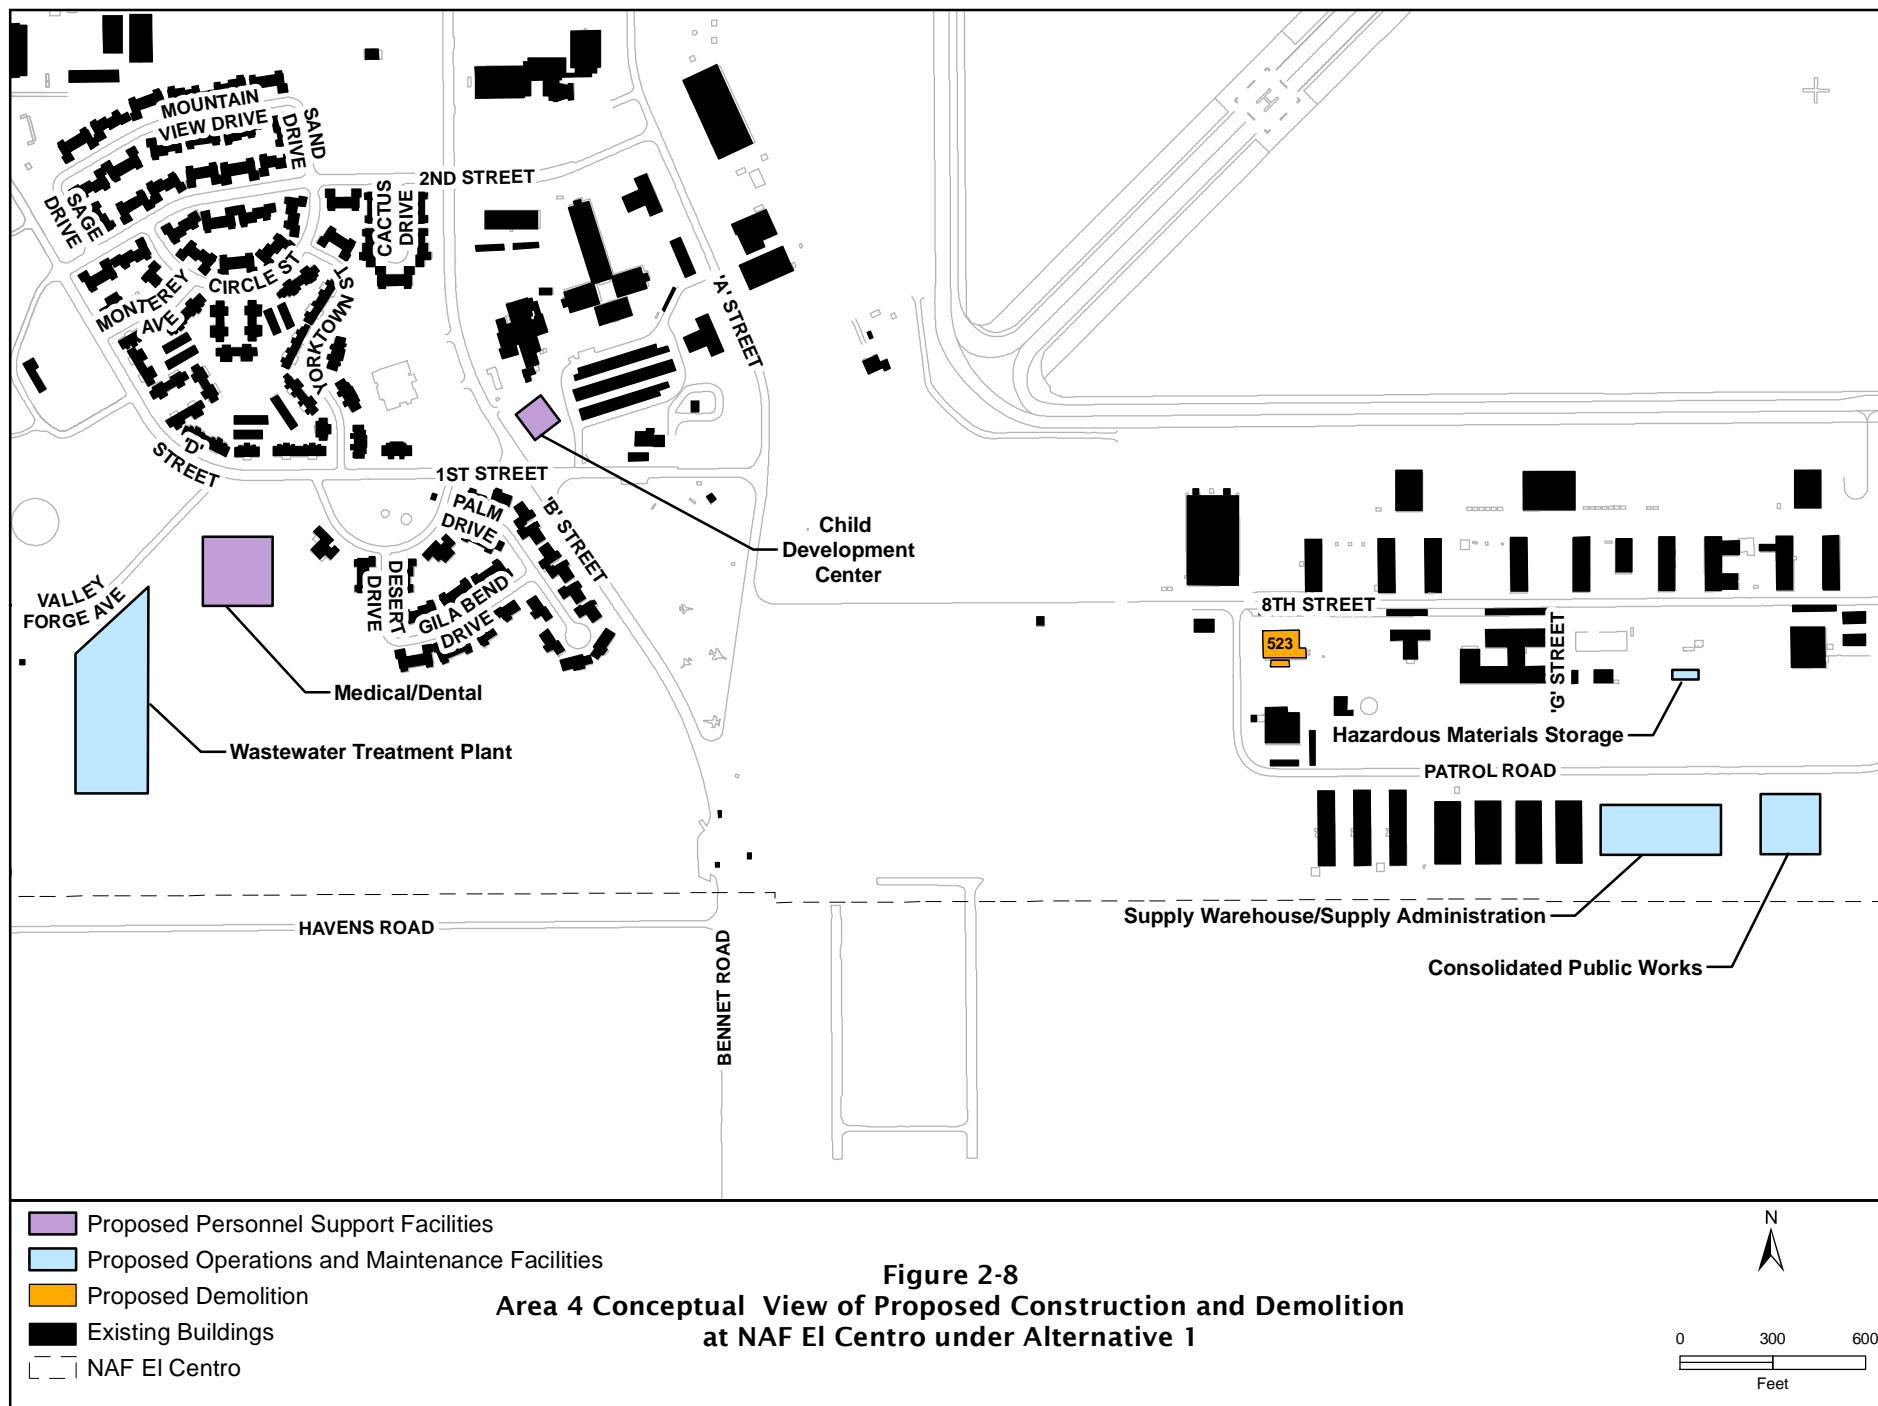 MOUNTAIN
VIEW DRIVE
SAND
DRIVE
SAGE
DRIVE
2ND STREET
CACTUS
DRIVE
CIRCLE ST
MONTEREY
AVE
YORKTOWN ST
'A' STREET
'D'
STREET
1ST STREET
PALM
DRIVE
'B' STREET
Child
Development
Center
VALLEY
FORGE AVE
DESERT
DRIVE
GILA BEND
DRIVE
8TH STREET
523
'G' STREET
Medical/Dental
Wastewater Treatment Plant
Hazardous Materials Storage
PATROL ROAD
Supply Warehouse/Supply Administration
HAVENS ROAD
BENNET ROAD
Consolidated Public Works
Proposed Personnel Support Facilities
Proposed Operations and Maintenance Facilities
Proposed Demolition
Existing Buildings
NAF El Centro
Figure 2-8
Area 4 Conceptual View of Proposed Construction and Demolition
at NAF El Centro under Alternative 1
N
0 300 600
Feet